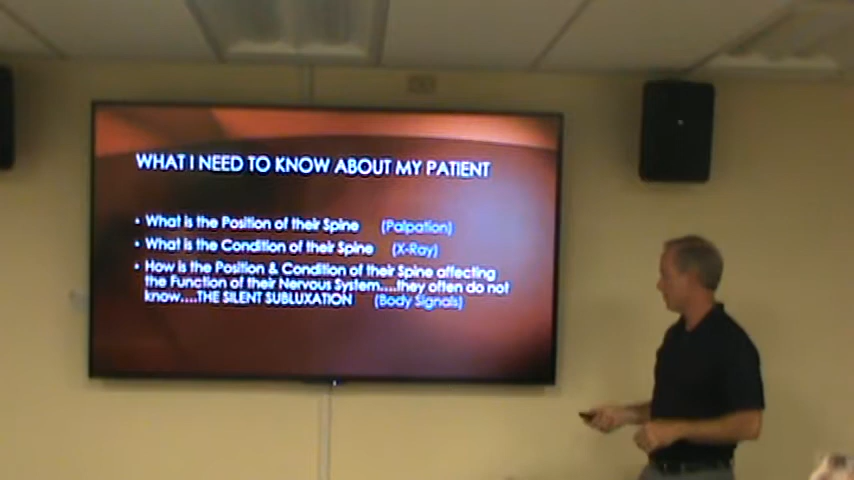 WHAT I NEED TO KNOW ABOUT MY PATIENT
• What is the Position of their Spine (Palpation)
• What is the Condition of their Spine (X-Ray)
• How is the Position & Condition of their Spine affecting
the Function of their Nervous System....they often do not
know....THE SILENT SUBLUXATION (Body Signals)